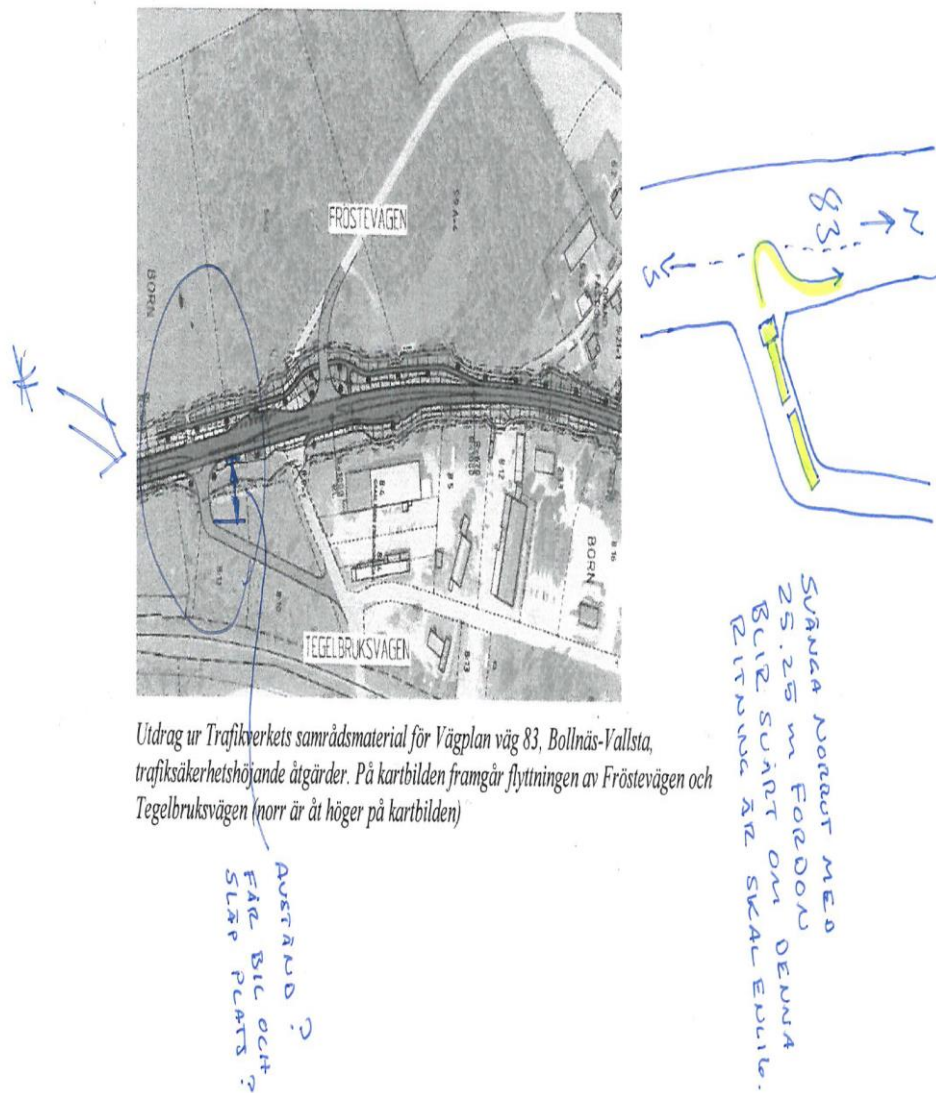 FRÖSTEVÄGEN
BORN
BORN
TEGELBRUKSVÄGEN
Utdrag ur Trafikverkets samrådsmaterial för Vägplan väg 83, Bollnäs-Vallsta,
trafiksäkerhetshöjande åtgärder. På kartbilden framgår flyttningen av Fröstevägen och
Tegelbruksvägen (norr är åt höger på kartbilden)
N
83
S
SVÄNGA NORRUT MED
25.25 m FORDON
BLIR SVÅRT OM DENNA
RITNING ÄR SKALENLIG.
AVSTÅND ?
FÅR BIL OCH
SLÄP PLATS ?